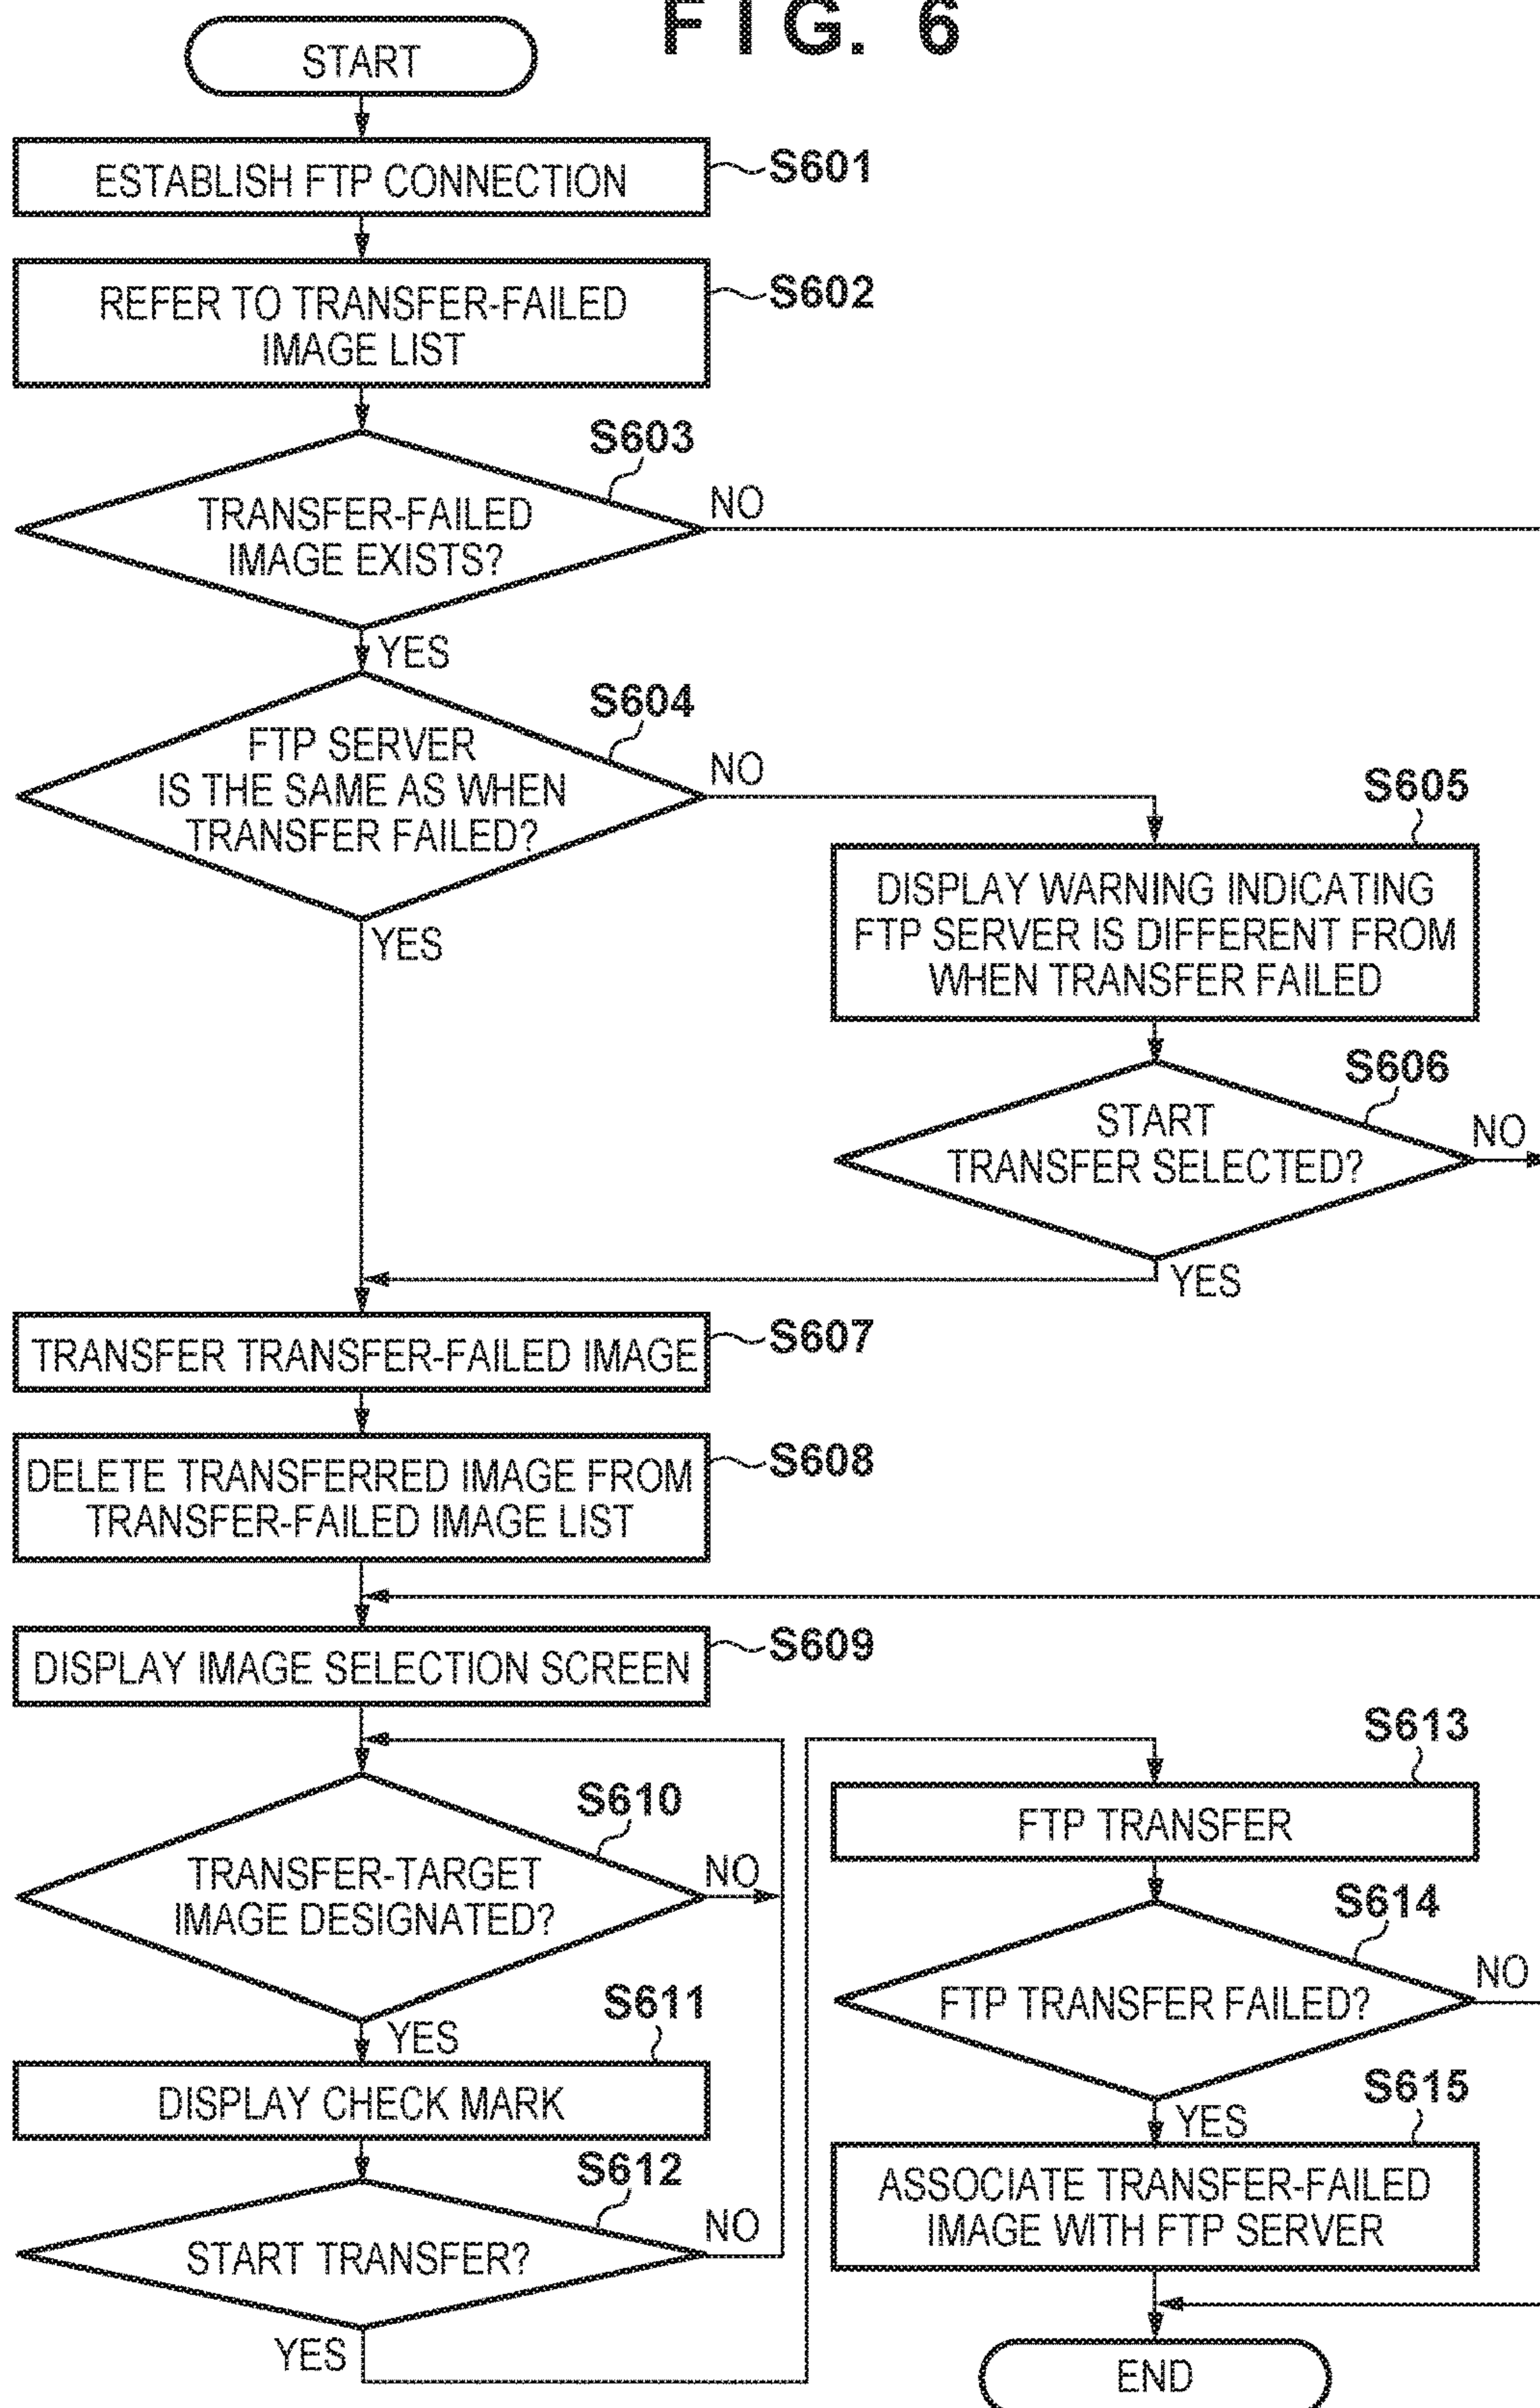 FIG. 6
START
ESTABLISH FTP CONNECTION
S601
REFER TO TRANSFER-FAILED
IMAGE LIST
S602
S603
TRANSFER-FAILED
IMAGE EXISTS?
NO
YES
S604
FTP SERVER
IS THE SAME AS WHEN
TRANSFER FAILED?
NO
YES
S605
DISPLAY WARNING INDICATING
FTP SERVER IS DIFFERENT FROM
WHEN TRANSFER FAILED
S606
START
TRANSFER SELECTED?
NO
YES
TRANSFER TRANSFER-FAILED IMAGE
S607
DELETE TRANSFERRED IMAGE FROM
TRANSFER-FAILED IMAGE LIST
S608
DISPLAY IMAGE SELECTION SCREEN
S609
S610
TRANSFER-TARGET
IMAGE DESIGNATED?
NO
YES
S611
DISPLAY CHECK MARK
S612
START TRANSFER?
NO
YES
S613
FTP TRANSFER
S614
FTP TRANSFER FAILED?
NO
YES
S615
ASSOCIATE TRANSFER-FAILED
IMAGE WITH FTP SERVER
END